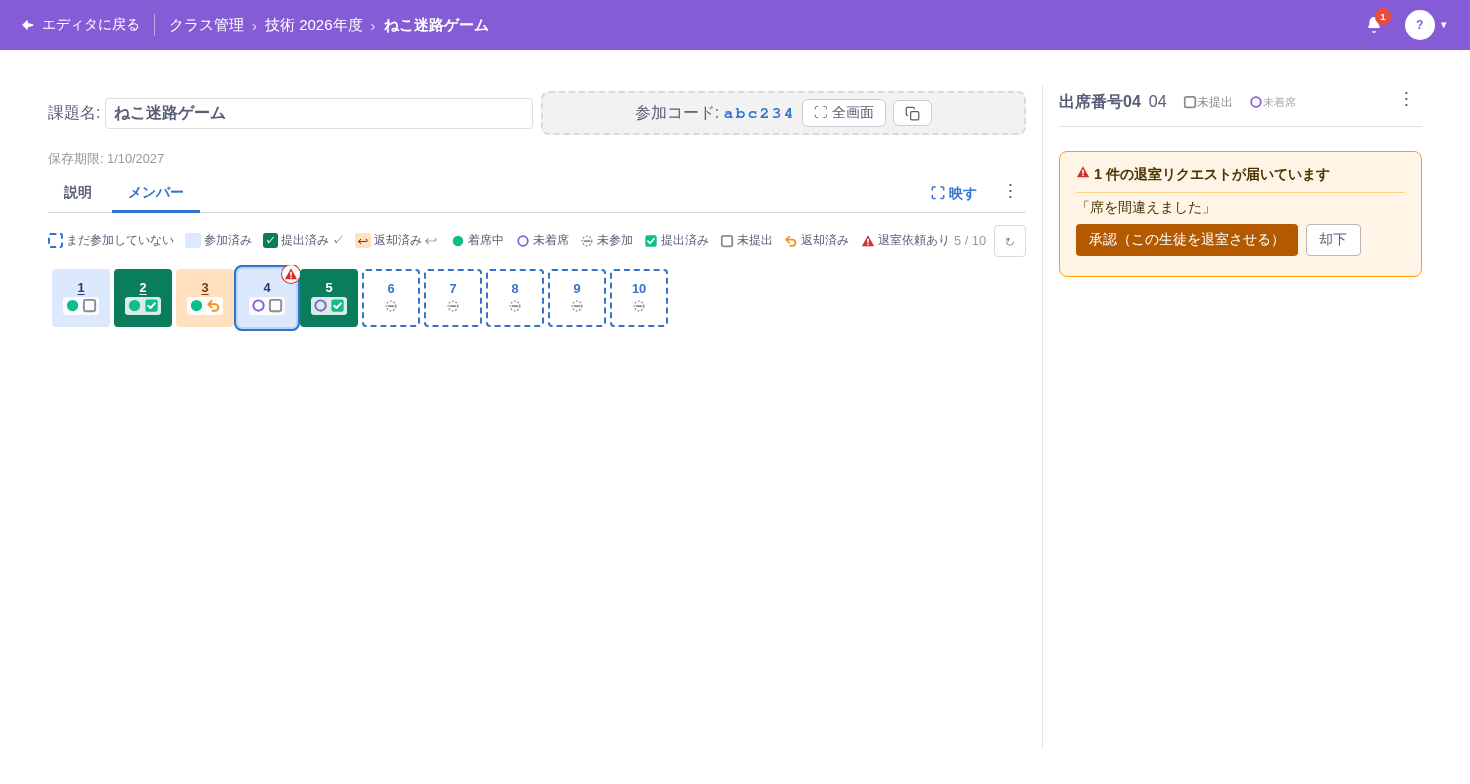 エディタに戻る クラス管理 › 技術 2026年度 › ねこ迷路ゲーム 1 ? ▼
課題名: ねこ迷路ゲーム 参加コード: abc234 全画面
保存期限: 1/10/2027
説明 メンバー 映す ⋮
まだ参加していない 参加済み ✓ 提出済み ✓ ↩ 返却済み ↩ 着席中 未着席 未参加 提出済み 未提出 返却済み 退室依頼あり 5 / 10 ↻
1 2 3 4 5 6 7 8 9 10
出席番号04 04 未提出 未着席 ⋮
1 件の退室リクエストが届いています
「席を間違えました」
承認（この生徒を退室させる） 却下